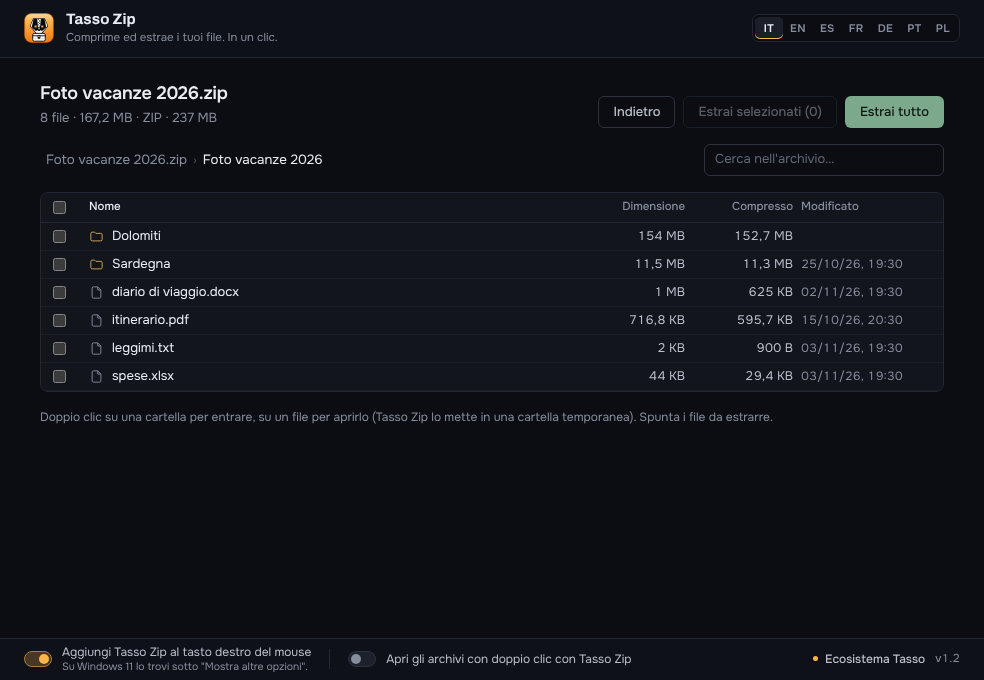 Tasso Zip
Comprime ed estrae i tuoi file. In un clic.
IT EN ES FR DE PT PL
Foto vacanze 2026.zip
8 file · 167,2 MB · ZIP · 237 MB
Indietro Estrai selezionati (0) Estrai tutto
Foto vacanze 2026.zip › Foto vacanze 2026
Cerca nell'archivio...
Nome Dimensione Compresso Modificato
Dolomiti 154 MB 152,7 MB
Sardegna 11,5 MB 11,3 MB 25/10/26, 19:30
diario di viaggio.docx 1 MB 625 KB 02/11/26, 19:30
itinerario.pdf 716,8 KB 595,7 KB 15/10/26, 20:30
leggimi.txt 2 KB 900 B 03/11/26, 19:30
spese.xlsx 44 KB 29,4 KB 03/11/26, 19:30
Doppio clic su una cartella per entrare, su un file per aprirlo (Tasso Zip lo mette in una cartella temporanea). Spunta i file da estrarre.
Aggiungi Tasso Zip al tasto destro del mouse
Su Windows 11 lo trovi sotto "Mostra altre opzioni".
Apri gli archivi con doppio clic con Tasso Zip
Ecosistema Tasso v1.2